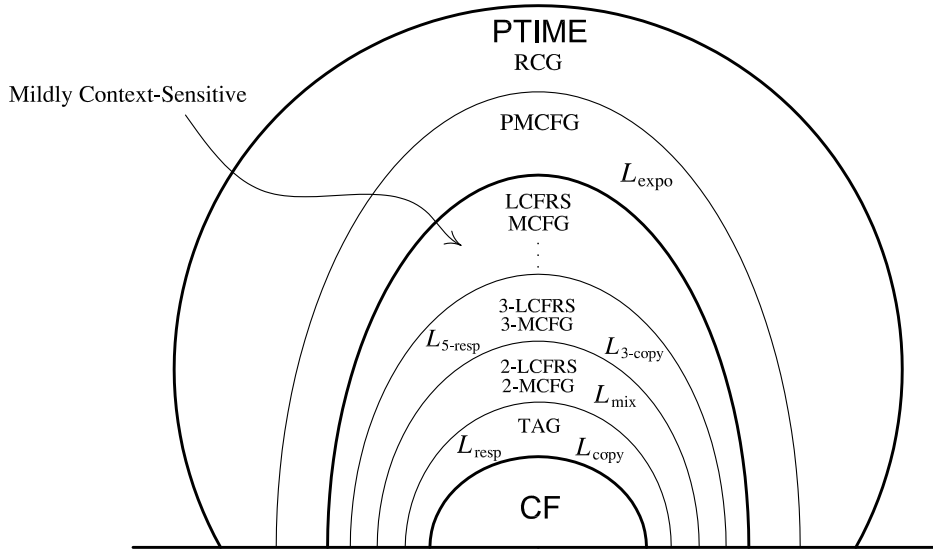 PTIME
RCG
Mildly Context-Sensitive
PMCFG
L_expo
LCFRS
MCFG
3-LCFRS
3-MCFG
L_5-resp
L_3-copy
2-LCFRS
2-MCFG
L_mix
TAG
L_resp
L_copy
CF